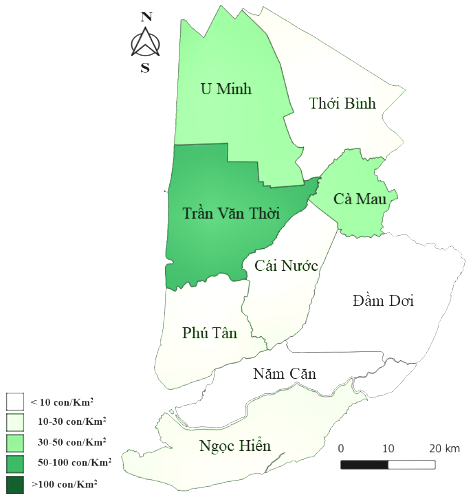 N
S
U Minh
Thới Bình
Trần Văn Thời
Cà Mau
Cái Nước
Đầm Dơi
Phú Tân
Năm Căn
Ngọc Hiển
< 10 con/Km²
10-30 con/Km²
30-50 con/Km²
50-100 con/Km²
>100 con/Km²
0 10 20 km